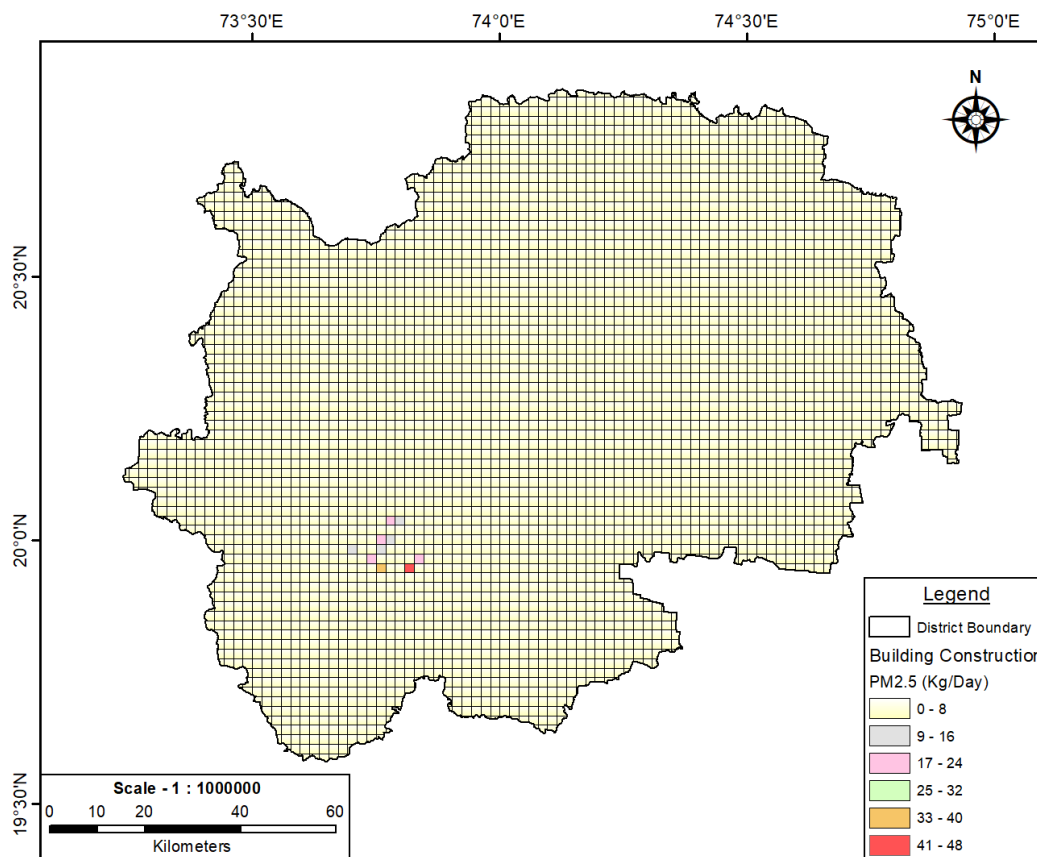 73°30'E 74°0'E 74°30'E 75°0'E
N
20°30'N
20°0'N
19°30'N
Legend
District Boundary
Building Construction
PM2.5 (Kg/Day)
0 - 8
9 - 16
17 - 24
25 - 32
33 - 40
41 - 48
Scale - 1 : 1000000
0 10 20 40 60
Kilometers